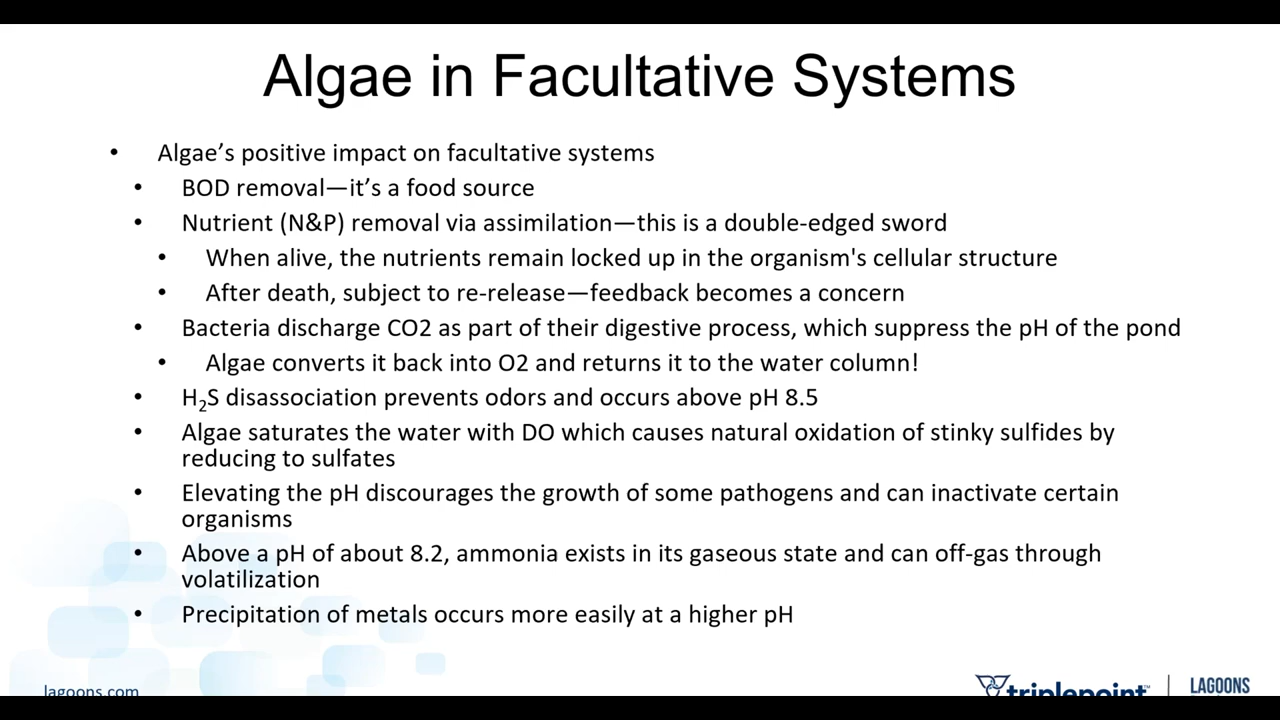 Algae in Facultative Systems
• Algae’s positive impact on facultative systems
• BOD removal—it’s a food source
• Nutrient (N&P) removal via assimilation—this is a double-edged sword
• When alive, the nutrients remain locked up in the organism's cellular structure
• After death, subject to re-release—feedback becomes a concern
• Bacteria discharge CO2 as part of their digestive process, which suppress the pH of the pond
• Algae converts it back into O2 and returns it to the water column!
• H₂S disassociation prevents odors and occurs above pH 8.5
• Algae saturates the water with DO which causes natural oxidation of stinky sulfides by
reducing to sulfates
• Elevating the pH discourages the growth of some pathogens and can inactivate certain
organisms
• Above a pH of about 8.2, ammonia exists in its gaseous state and can off-gas through
volatilization
• Precipitation of metals occurs more easily at a higher pH
lagoons.com
triplepoint™ | LAGOONS